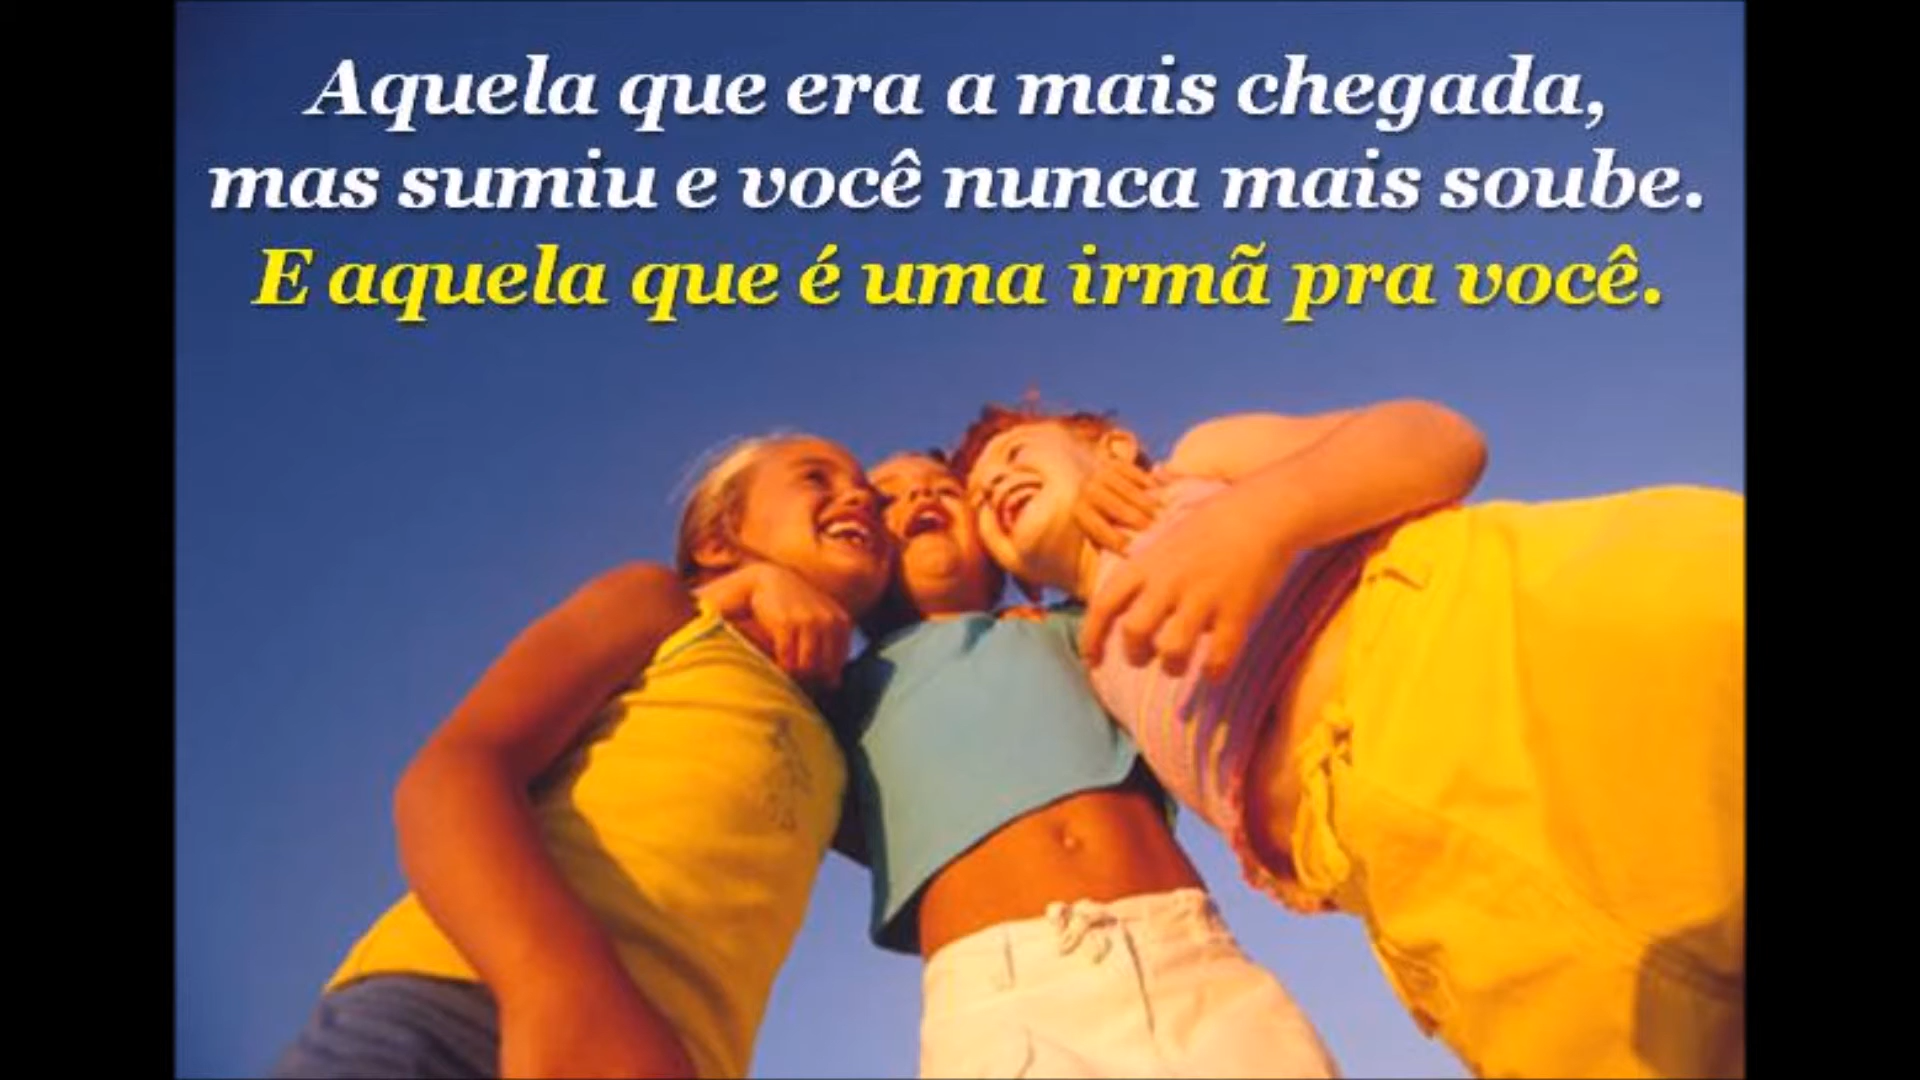 Aquela que era a mais chegada,
mas sumiu e você nunca mais soube.
E aquela que é uma irmã pra você.